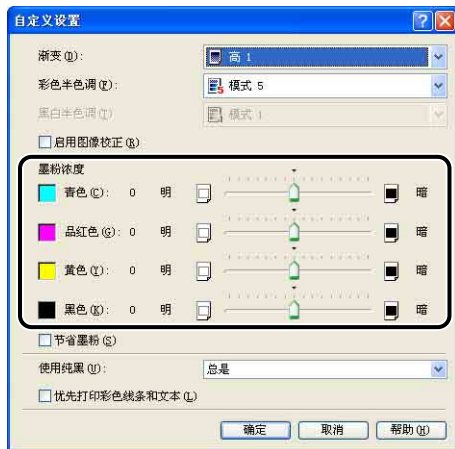 自定义设置
渐变(D): 高 1
彩色半色调(F): 模式 5
黑白半色调(T) 模式 1
启用图像校正(R)
墨粉浓度
青色(C): 0 明 暗
品红色(G): 0 明 暗
黄色(Y): 0 明 暗
黑色(K): 0 明 暗
节省墨粉(S)
使用纯黑(U): 总是
优先打印彩色线条和文本(L)
确定 取消 帮助(H)